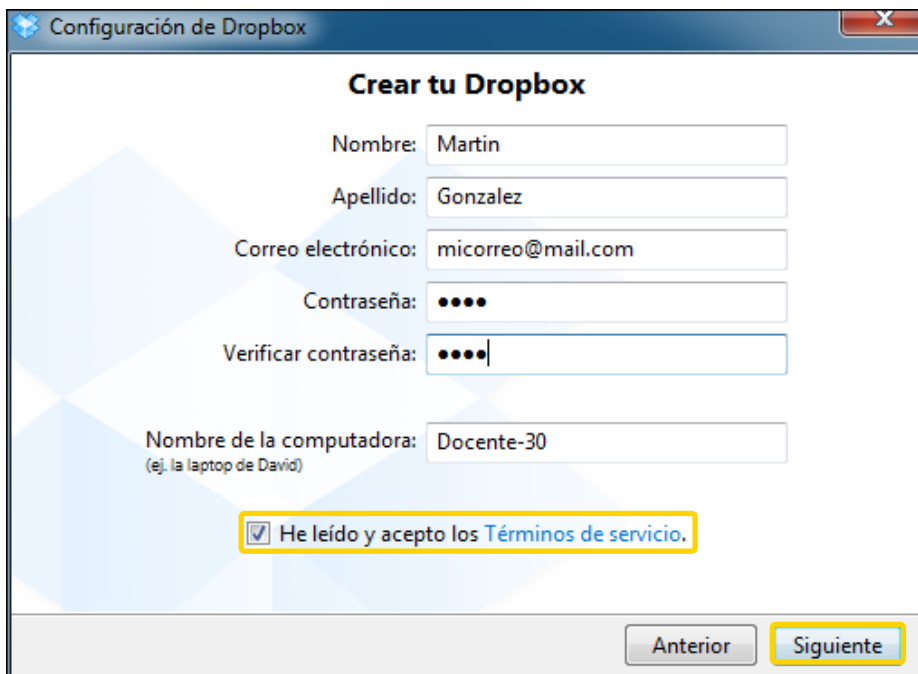 Configuración de Dropbox
Crear tu Dropbox
Nombre: Martin
Apellido: Gonzalez
Correo electrónico: micorreo@mail.com
Contraseña: ••••
Verificar contraseña: ••••
Nombre de la computadora: Docente-30
(ej. la laptop de David)
He leído y acepto los Términos de servicio.
Anterior Siguiente